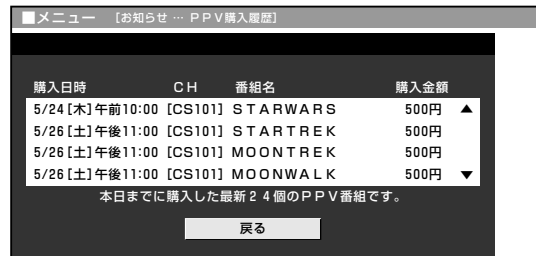 ■メニュー [お知らせ … ＰＰＶ購入履歴]
購入日時 ＣＨ 番組名 購入金額
5/24[木]午前10:00 [CS101] ＳＴＡＲＷＡＲＳ 500円 ▲
5/26[土]午後11:00 [CS101] ＳＴＡＲＴＲＥＫ 500円
5/26[土]午後11:00 [CS101] ＭＯＯＮＴＲＥＫ 500円
5/26[土]午後11:00 [CS101] ＭＯＯＮＷＡＬＫ 500円 ▼
本日までに購入した最新２４個のＰＰＶ番組です。
戻る